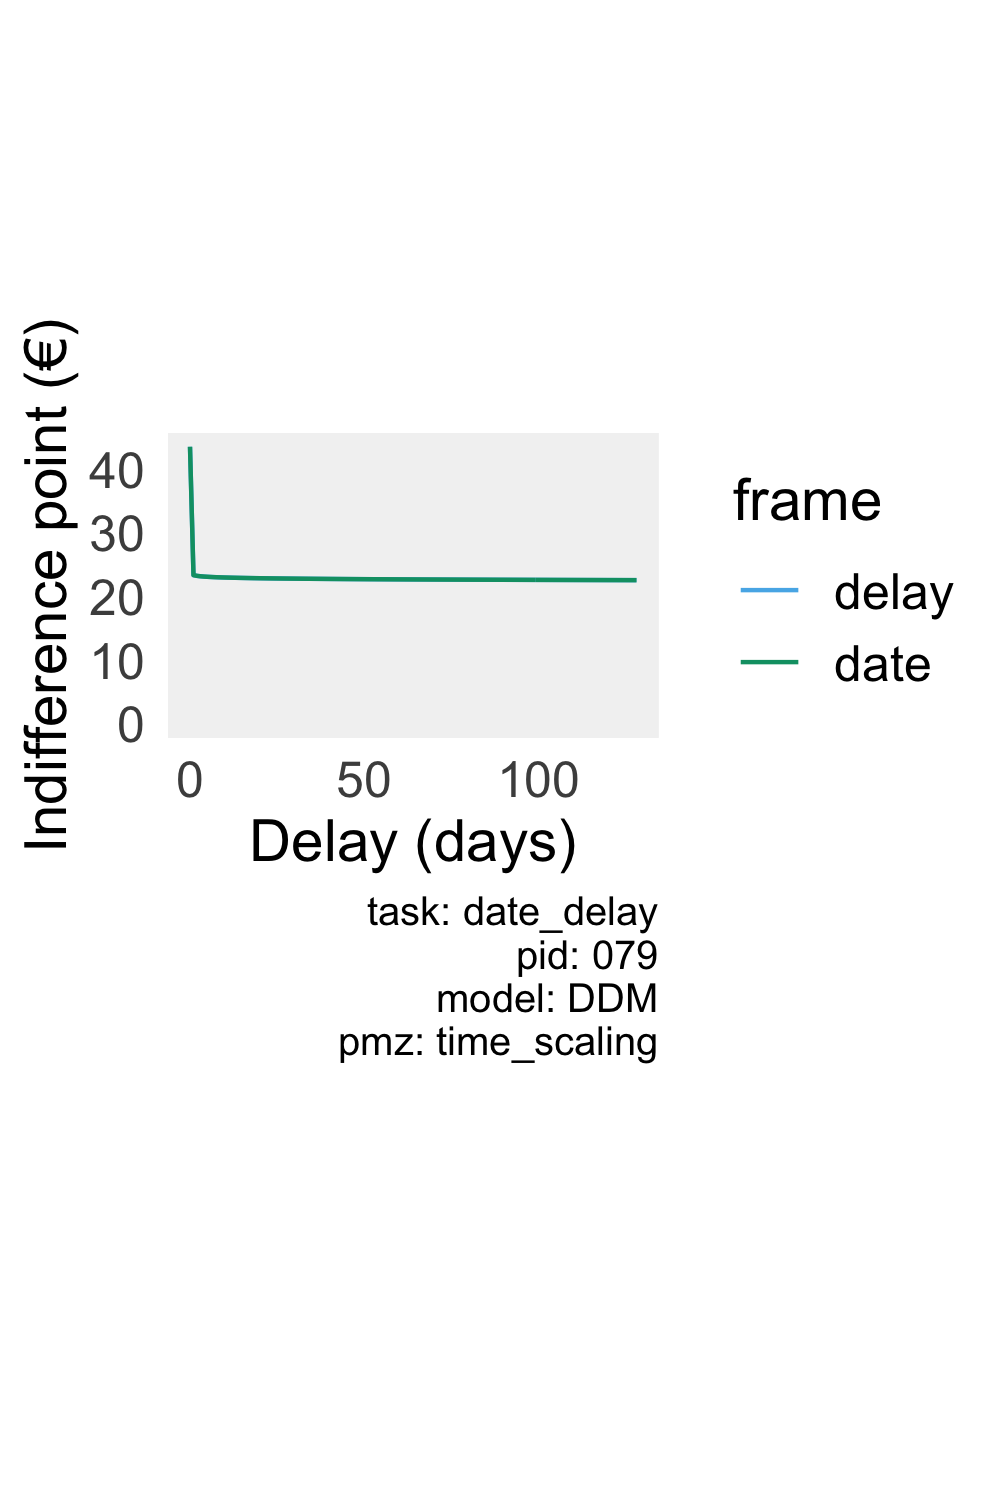 Indifference point (€)
40
30
20
10
0
0 50 100
Delay (days)
frame
delay
date
task: date_delay
pid: 079
model: DDM
pmz: time_scaling